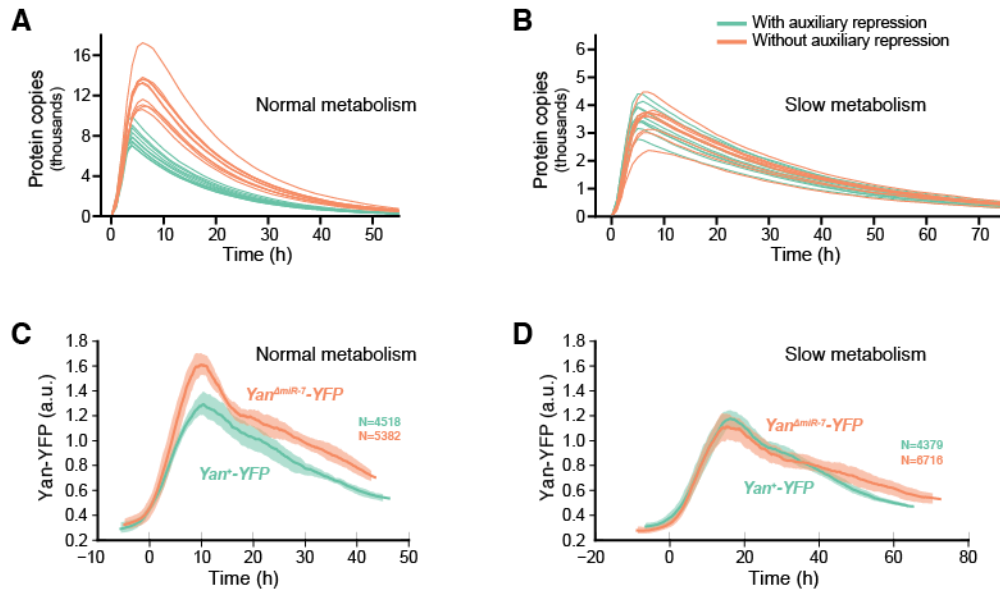 A
Protein copies
(thousands)
16
12
8
4
0
Normal metabolism
0 10 20 30 40 50
Time (h)
B
With auxiliary repression
Without auxiliary repression
Protein copies
(thousands)
6
5
4
3
2
1
0
Slow metabolism
0 10 20 30 40 50 60 70
Time (h)
C
Yan-YFP (a.u.)
1.8
1.6
1.4
1.2
1.0
0.8
0.6
0.4
0.2
Normal metabolism
Yan^ΔmiR-7-YFP
N=4518
N=5382
Yan⁺-YFP
−10 0 10 20 30 40 50
Time (h)
D
Yan-YFP (a.u.)
1.8
1.6
1.4
1.2
1.0
0.8
0.6
0.4
0.2
Slow metabolism
Yan^ΔmiR-7-YFP
N=4379
N=6716
Yan⁺-YFP
−20 0 20 40 60 80
Time (h)